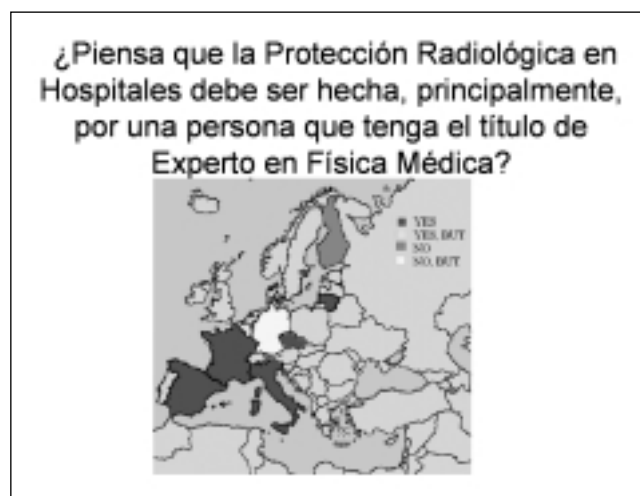 ¿Piensa que la Protección Radiológica en
Hospitales debe ser hecha, principalmente,
por una persona que tenga el título de
Experto en Física Médica?
YES
YES, BUT
NO
NO, BUT